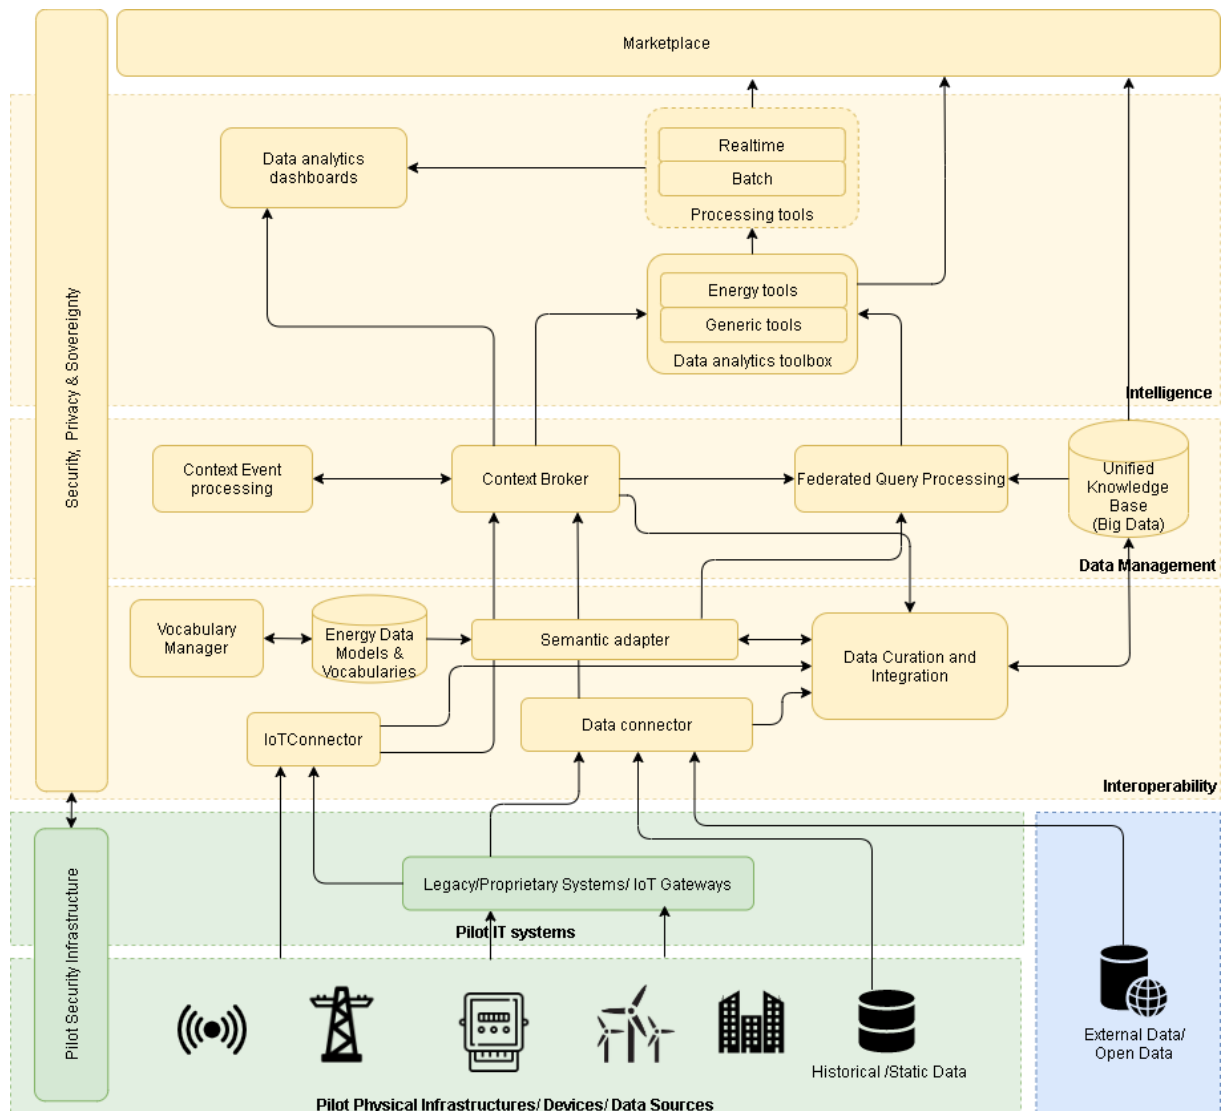 Marketplace
Security, Privacy & Sovereignty
Realtime
Batch
Processing tools
Data analytics
dashboards
Energy tools
Generic tools
Data analytics toolbox
Intelligence
Context Event
processing
Context Broker
Federated Query Processing
Unified
Knowledge
Base
(Big Data)
Data Management
Vocabulary
Manager
Energy Data
Models &
Vocabularies
Semantic adapter
Data Curation and
Integration
IoTConnector
Data connector
Interoperability
Pilot Security Infrastructure
Legacy/Proprietary Systems/ IoT Gateways
Pilot IT systems
Historical /Static Data
External Data/
Open Data
Pilot Physical Infrastructures/ Devices/ Data Sources